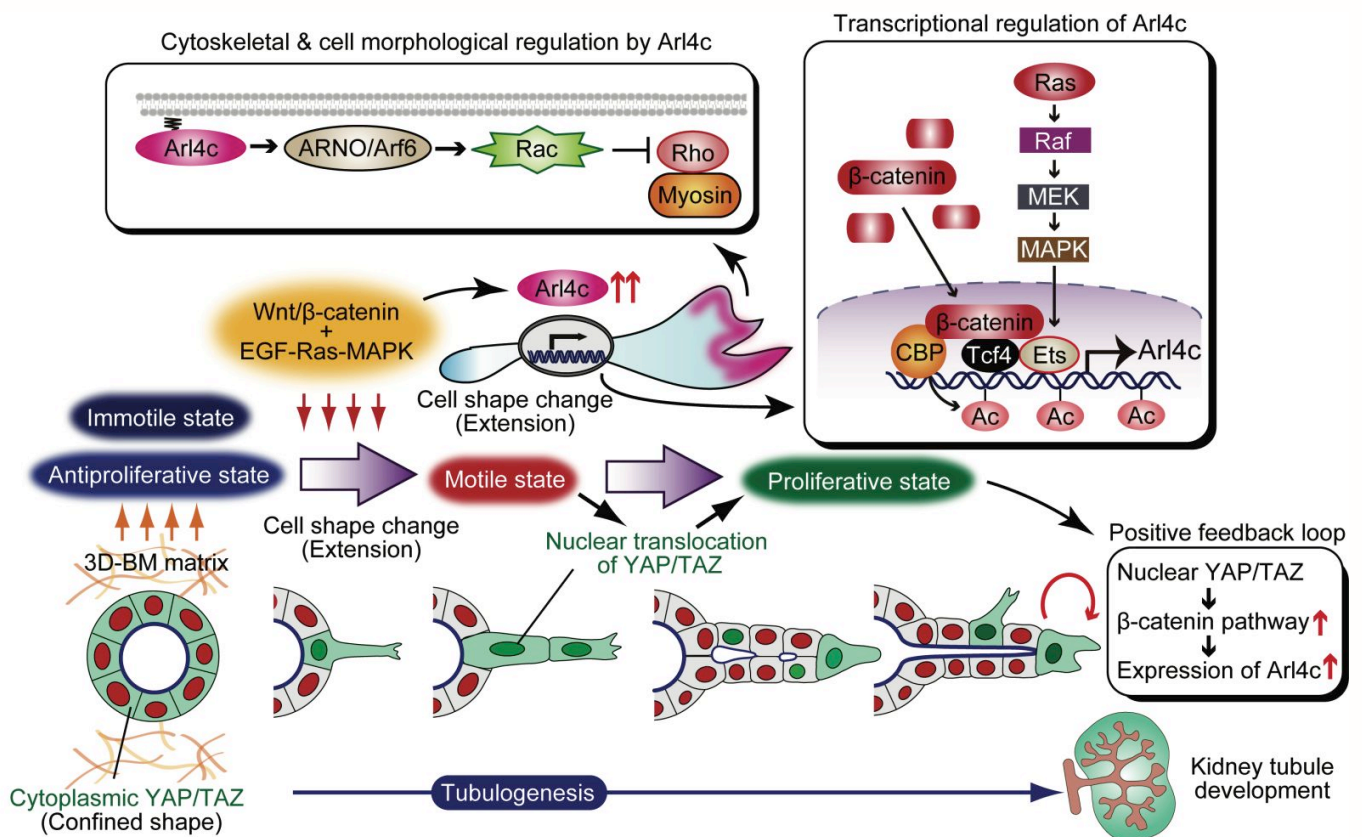 Cytoskeletal & cell morphological regulation by Arl4c
Arl4c
ARNO/Arf6
Rac
Rho
Myosin
Transcriptional regulation of Arl4c
Ras
Raf
MEK
MAPK
β-catenin
β-catenin
CBP
Tcf4
Ets
Arl4c
Ac
Ac
Ac
Wnt/β-catenin
+
EGF-Ras-MAPK
Arl4c
Cell shape change
(Extension)
Immotile state
Antiproliferative state
Motile state
Proliferative state
Cell shape change
(Extension)
3D-BM matrix
Nuclear translocation
of YAP/TAZ
Positive feedback loop
Nuclear YAP/TAZ
β-catenin pathway
Expression of Arl4c
Cytoplasmic YAP/TAZ
(Confined shape)
Tubulogenesis
Kidney tubule
development